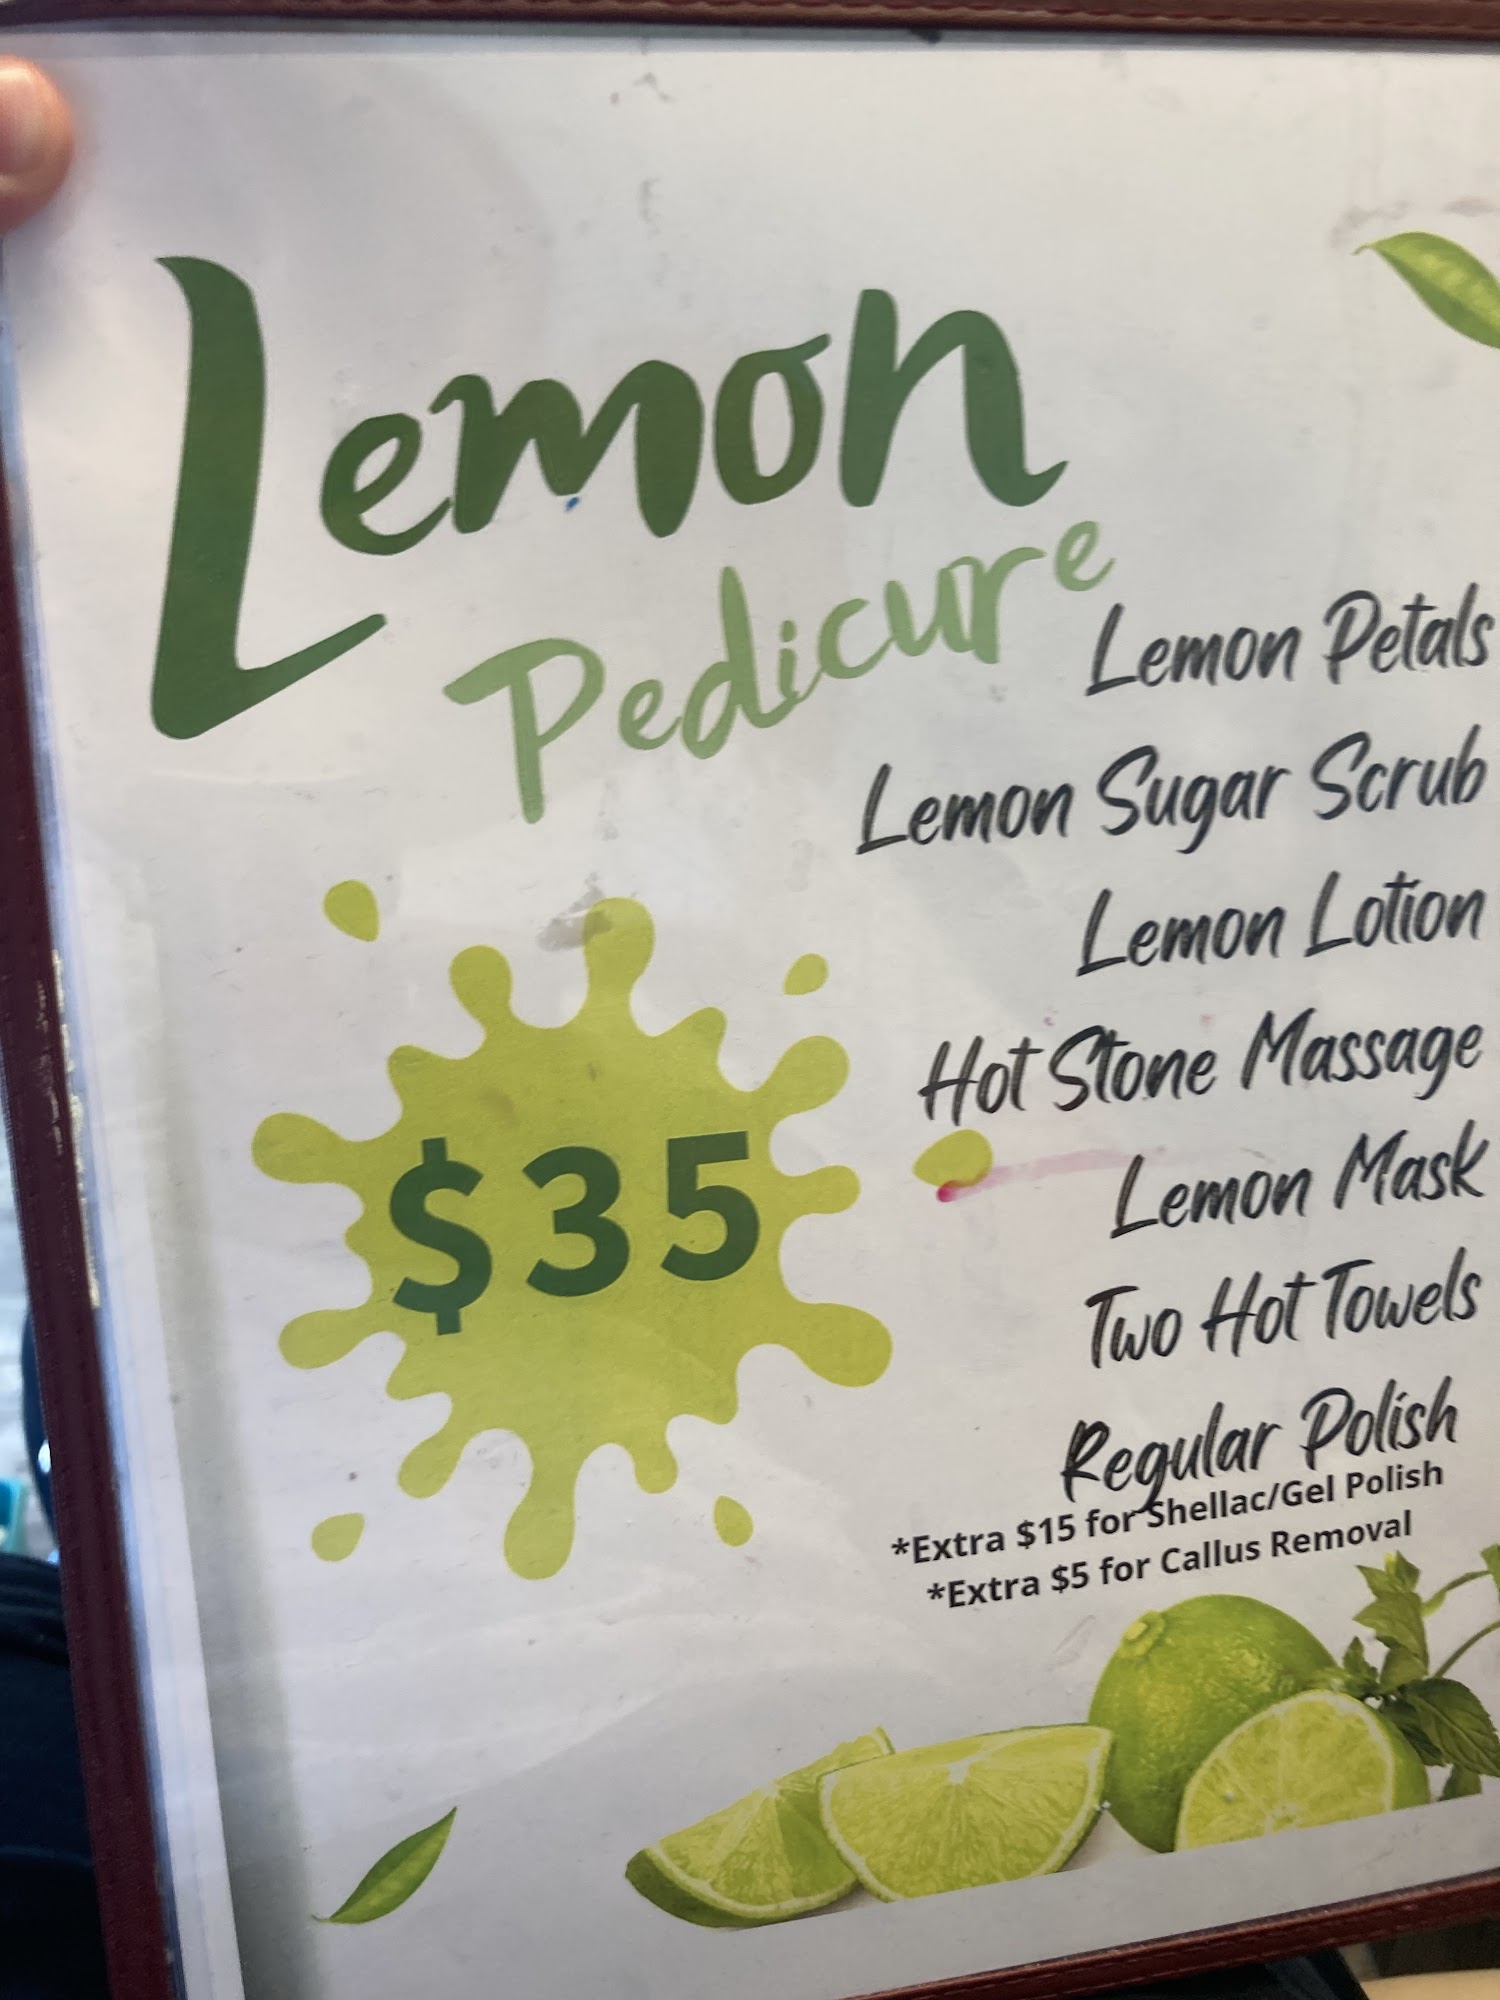 Lemon
Pedicure
$35
Lemon Petals
Lemon Sugar Scrub
Lemon Lotion
Hot Stone Massage
Lemon Mask
Two Hot Towels
Regular Polish
*Extra $15 for Shellac/Gel Polish
*Extra $5 for Callus Removal